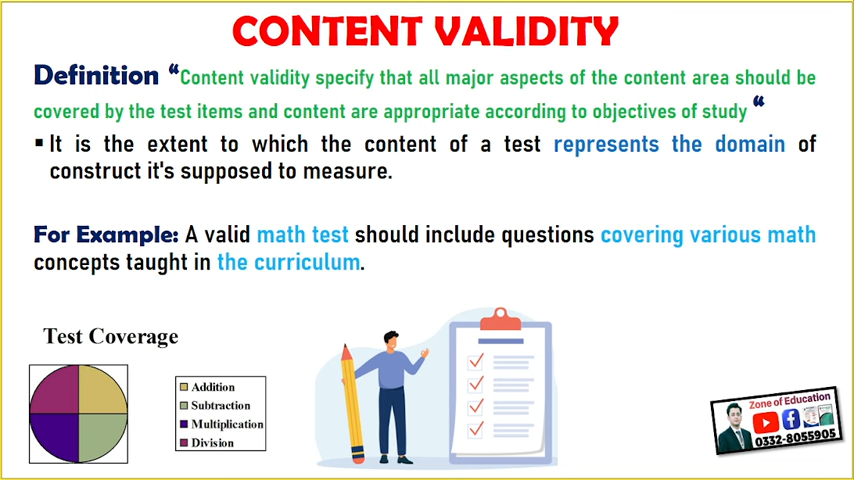 CONTENT VALIDITY
Definition “Content validity specify that all major aspects of the content area should be
covered by the test items and content are appropriate according to objectives of study “
▪ It is the extent to which the content of a test represents the domain of
construct it's supposed to measure.
For Example: A valid math test should include questions covering various math
concepts taught in the curriculum.
Test Coverage
Addition
Subtraction
Multiplication
Division
Zone of Education
0332-8055905